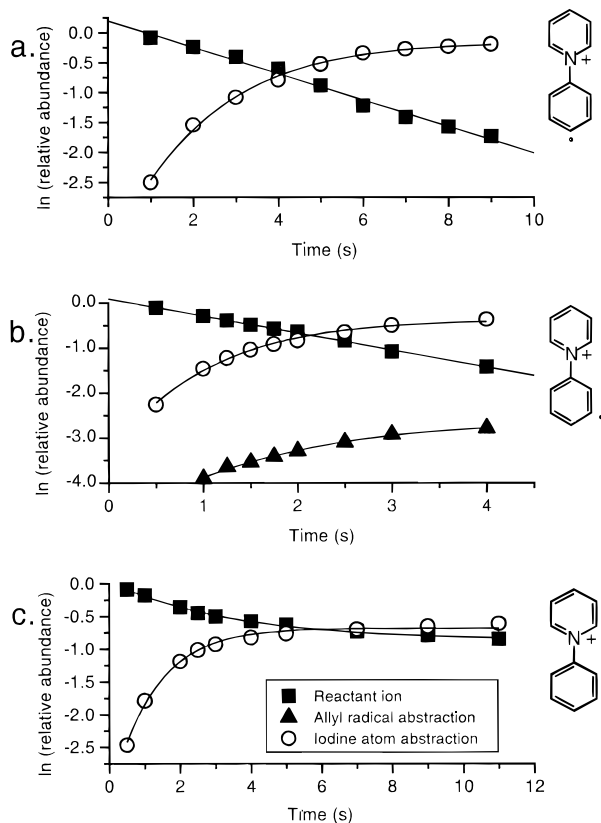 a.
ln (relative abundance)
0.0
-0.5
-1.0
-1.5
-2.0
-2.5
0 2 4 6 8 10
Time (s)
N +
b.
ln (relative abundance)
0.0
-1.0
-2.0
-3.0
-4.0
0 1 2 3 4
Time (s)
N +
c.
ln (relative abundance)
0.0
-0.5
-1.0
-1.5
-2.0
-2.5
Reactant ion
Allyl radical abstraction
Iodine atom abstraction
0 2 4 6 8 10 12
Time (s)
N +